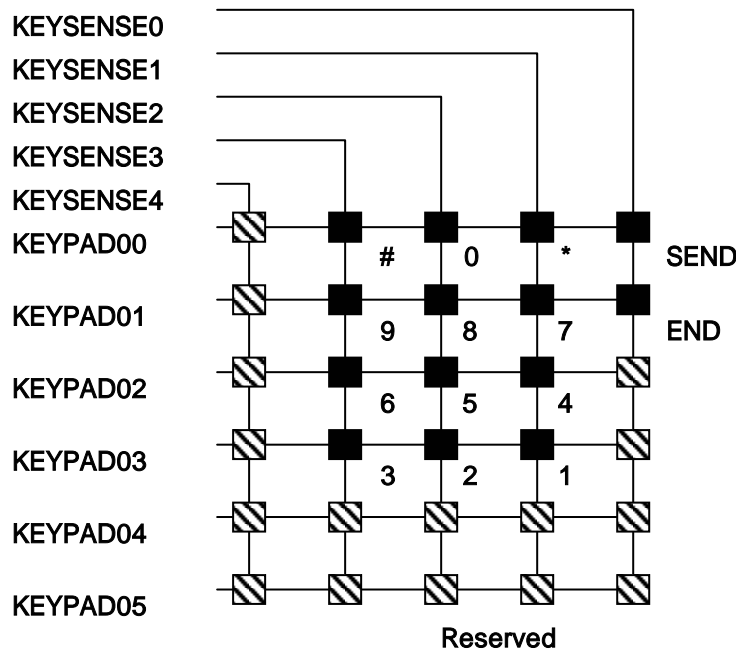 KEYSENSE0
KEYSENSE1
KEYSENSE2
KEYSENSE3
KEYSENSE4
KEYPAD00
# 0 * SEND
KEYPAD01
9 8 7 END
KEYPAD02
6 5 4
KEYPAD03
3 2 1
KEYPAD04
KEYPAD05
Reserved